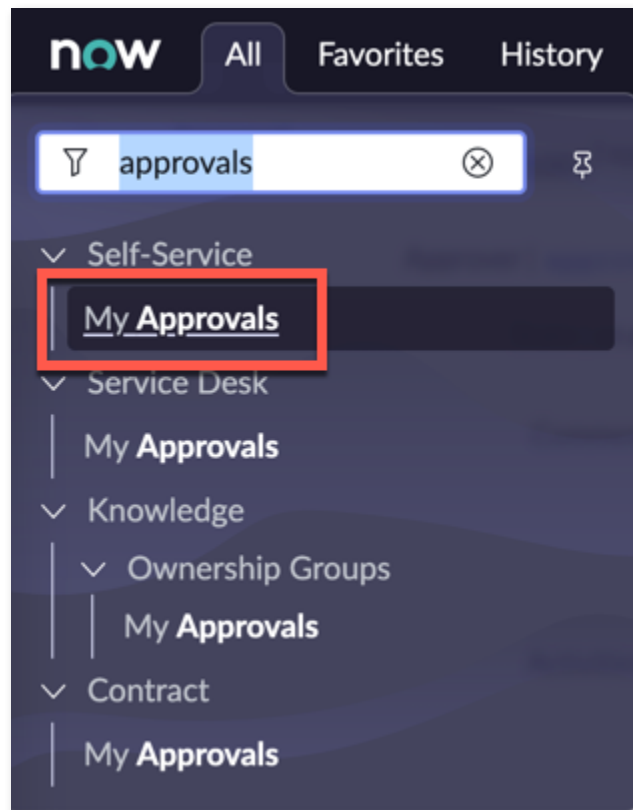 now All Favorites History
approvals
Self-Service
My Approvals
Service Desk
My Approvals
Knowledge
Ownership Groups
My Approvals
Contract
My Approvals